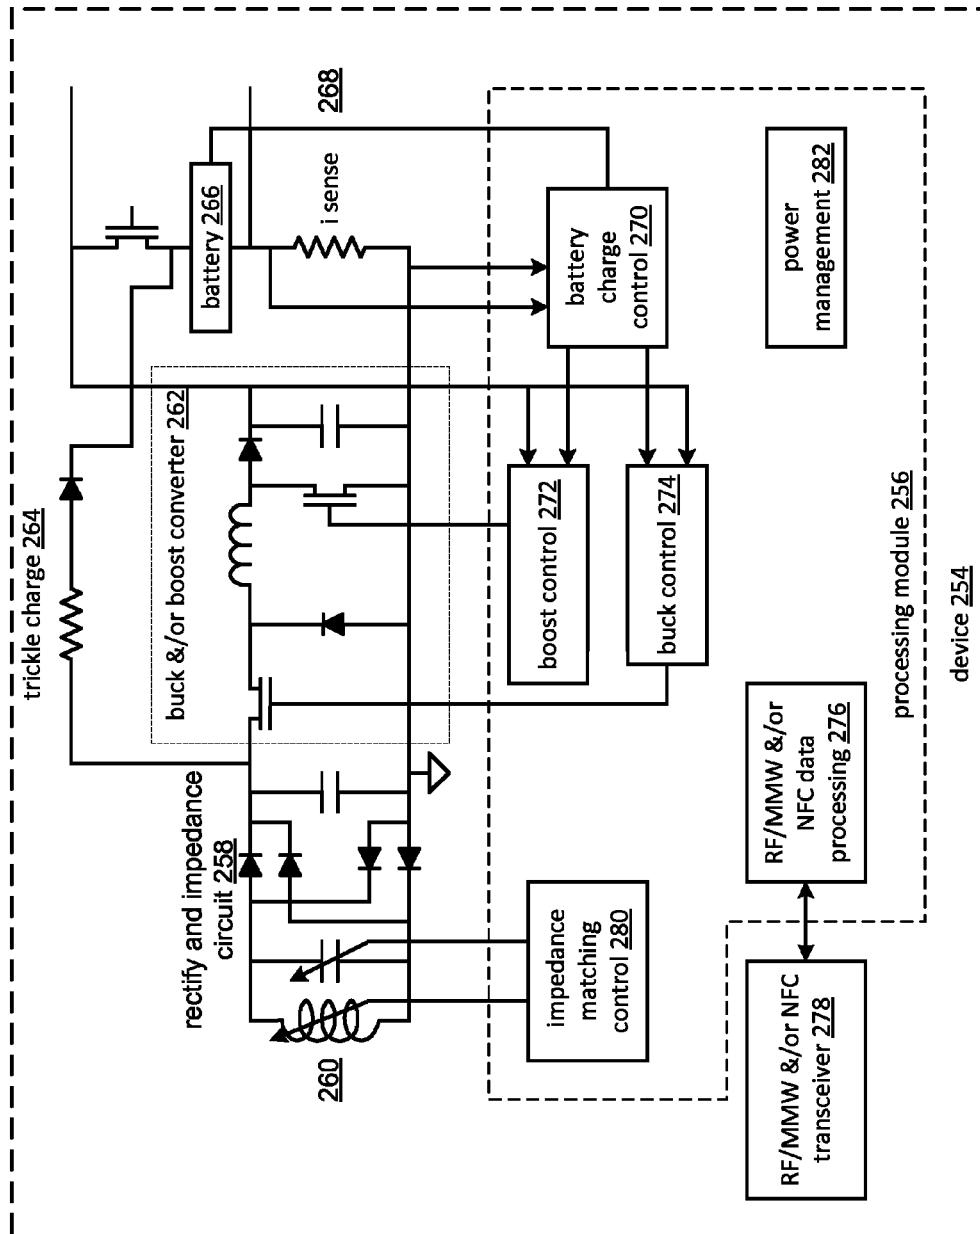 trickle charge 264
buck &/or boost converter 262
rectify and impedance
circuit 258
260
battery 266
i sense
268
impedance
matching
control 280
boost control 272
buck control 274
battery
charge
control 270
power
management 282
RF/MMW &/or NFC
transceiver 278
RF/MMW &/or
NFC data
processing 276
processing module 256
device 254